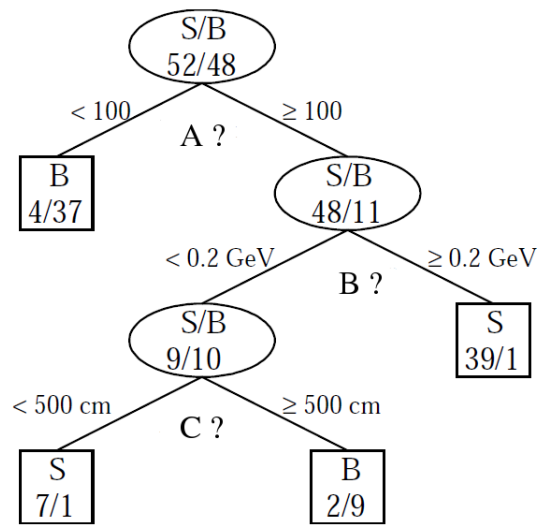 S/B
52/48
< 100
≥ 100
A ?
B
4/37
S/B
48/11
< 0.2 GeV
≥ 0.2 GeV
B ?
S/B
9/10
S
39/1
< 500 cm
≥ 500 cm
C ?
S
7/1
B
2/9